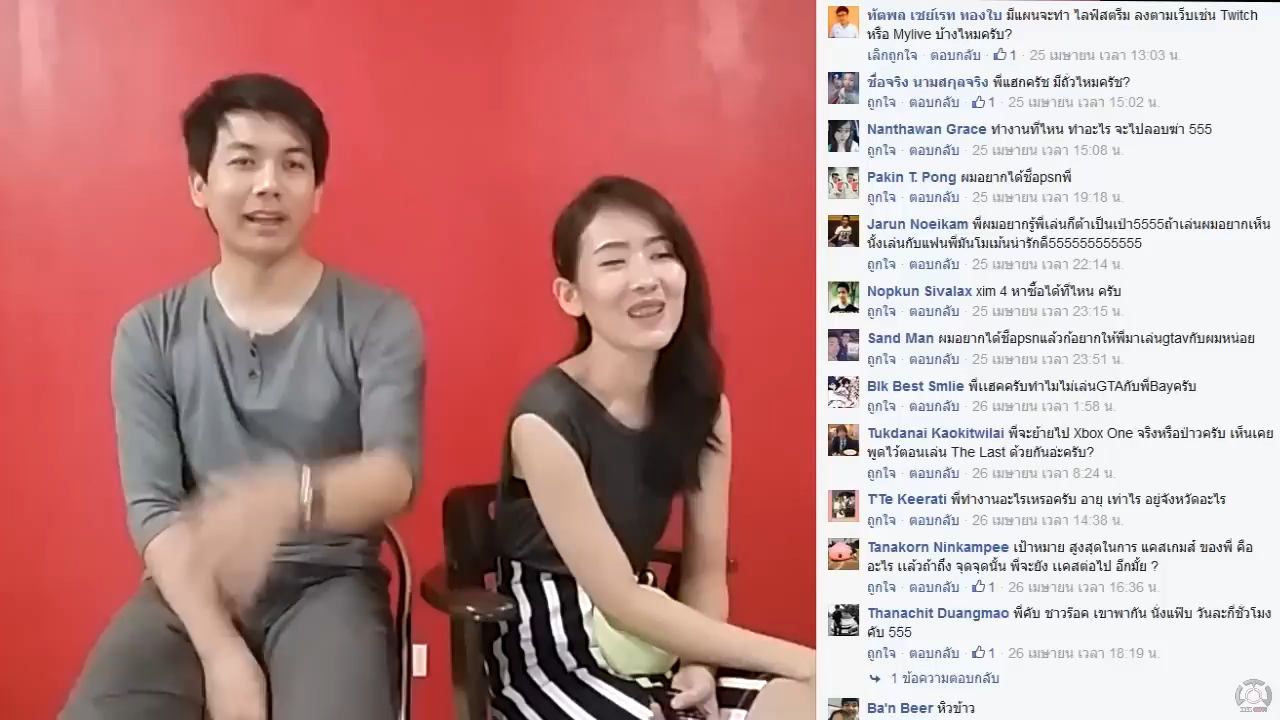 ทัตพล เชย์เรท ทองใบ มีแผนจะทำ ไลฟ์สตรีม ลงตามเว็บเช่น Twitch
หรือ Mylive บ้างไหมครับ?
เลิกถูกใจ · ตอบกลับ · 1 · 25 เมษายน เวลา 13:03 น.
ชื่อจริง นามสกุลจริง พี่แฮกครัช มีถั่วไหมครัช?
ถูกใจ · ตอบกลับ · 1 · 25 เมษายน เวลา 15:02 น.
Nanthawan Grace ทำงานที่ไหน ทำอะไร จะไปลอบฆ่า 555
ถูกใจ · ตอบกลับ · 25 เมษายน เวลา 15:08 น.
Pakin T. Pong ผมอยากได้ชื่อpsnพี่
ถูกใจ · ตอบกลับ · 25 เมษายน เวลา 19:18 น.
Jarun Noeikam พี่ผมอยากรู้พี่เล่นกีต้าเป็นเป่า5555ถ้าเล่นผมอยากเห็น
นั้งเล่นกับแฟนพี่มันโมเม้นน่ารักดี555555555555
ถูกใจ · ตอบกลับ · 25 เมษายน เวลา 22:14 น.
Nopkun Sivalax xim 4 หาซื้อได้ที่ไหน ครับ
ถูกใจ · ตอบกลับ · 25 เมษายน เวลา 23:15 น.
Sand Man ผมอยากได้ชื่อpsnแล้วก้อยากให้พี่มาเล่นgtavกับผมหน่อย
ถูกใจ · ตอบกลับ · 25 เมษายน เวลา 23:51 น.
Blk Best Smlie พี่แฮคครับทำไมไม่เล่นGTAกับพี่Bayครับ
ถูกใจ · ตอบกลับ · 26 เมษายน เวลา 1:58 น.
Tukdanai Kaokitwilai พี่จะย้ายไป Xbox One จริงหรือป่าวครับ เห็นเคย
พูดไว้ตอนเล่น The Last ด้วยกันอ่ะครับ?
ถูกใจ · ตอบกลับ · 26 เมษายน เวลา 8:24 น.
T'Te Keerati พี่ทำงานอะไรเหรอครับ อายุ เท่าไร อยู่จังหวัดอะไร
ถูกใจ · ตอบกลับ · 26 เมษายน เวลา 14:38 น.
Tanakorn Ninkampee เป้าหมาย สูงสุดในการ แคสเกมส์ ของพี่ คือ
อะไร แล้วถ้าถึง จุดจุดนั้น พี่จะยัง แคสต่อไป อีกมั้ย ?
ถูกใจ · ตอบกลับ · 1 · 26 เมษายน เวลา 16:36 น.
Thanachit Duangmao พี่คับ ชาวร๊อค เขาพากัน นั่งแฟ๊บ วันละกี่ชั่วโมง
คับ 555
ถูกใจ · ตอบกลับ · 1 · 26 เมษายน เวลา 18:19 น.
1 ข้อความตอบกลับ
Ba'n Beer หิวข้าว